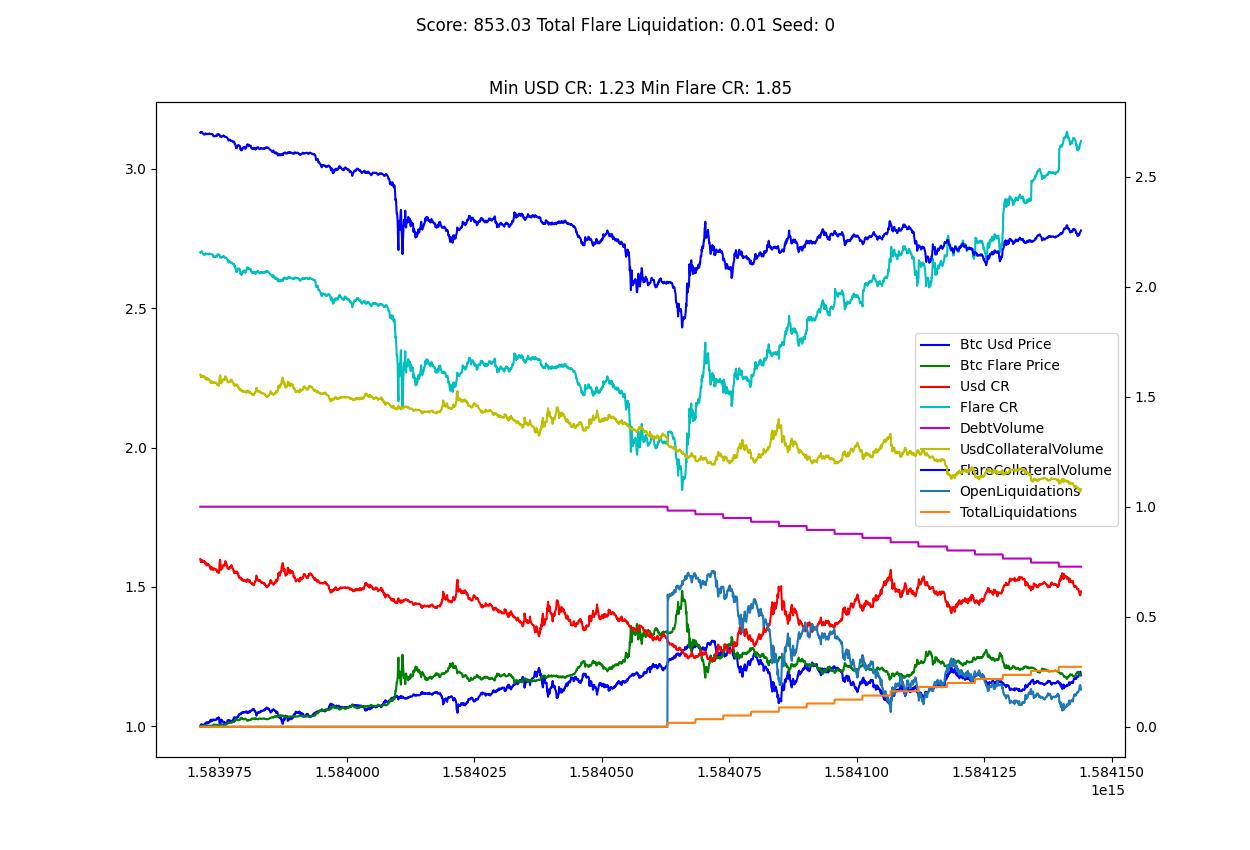 Score: 853.03 Total Flare Liquidation: 0.01 Seed: 0
Min USD CR: 1.23 Min Flare CR: 1.85
3.0
2.5
2.0
1.5
1.0
2.5
2.0
1.5
1.0
0.5
0.0
Btc Usd Price
Btc Flare Price
Usd CR
Flare CR
DebtVolume
UsdCollateralVolume
FlareCollateralVolume
OpenLiquidations
TotalLiquidations
1.583975 1.584000 1.584025 1.584050 1.584075 1.584100 1.584125 1.584150
1e15